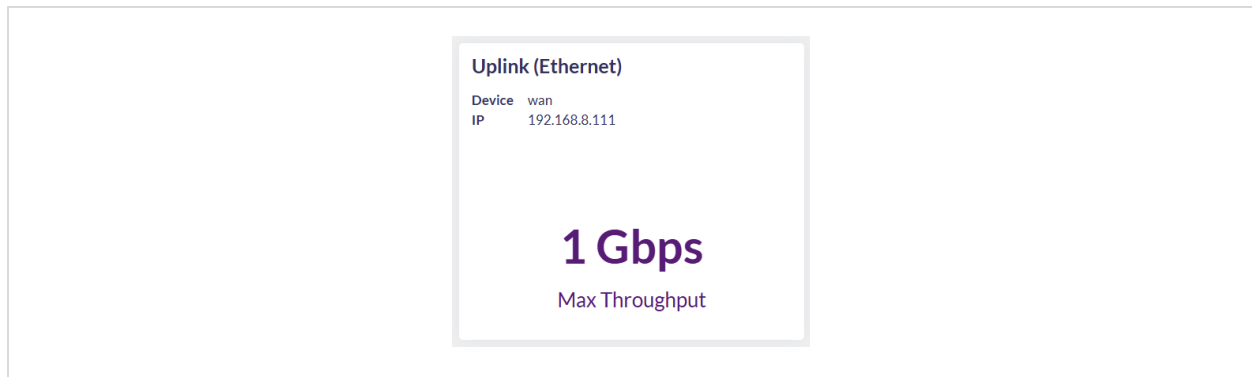 Uplink (Ethernet)
Device wan
IP 192.168.8.111
1 Gbps
Max Throughput